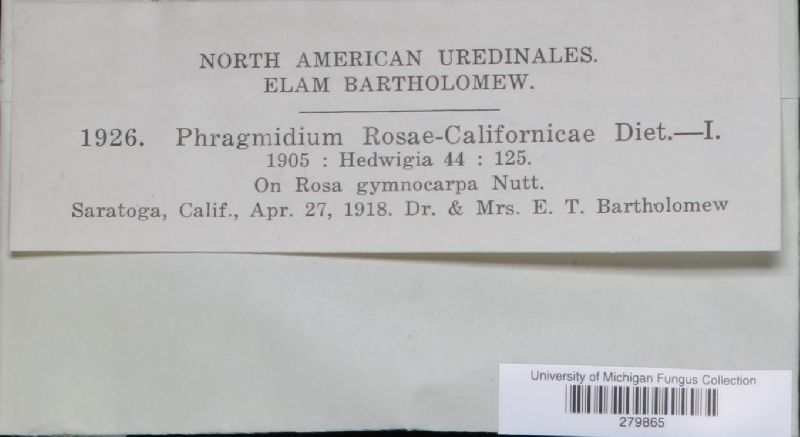 NORTH AMERICAN UREDINALES.
ELAM BARTHOLOMEW.
1926. Phragmidium Rosae-Californicae Diet.—I.
1905 : Hedwigia 44 : 125.
On Rosa gymnocarpa Nutt.
Saratoga, Calif., Apr. 27, 1918. Dr. & Mrs. E. T. Bartholomew
University of Michigan Fungus Collection
279865